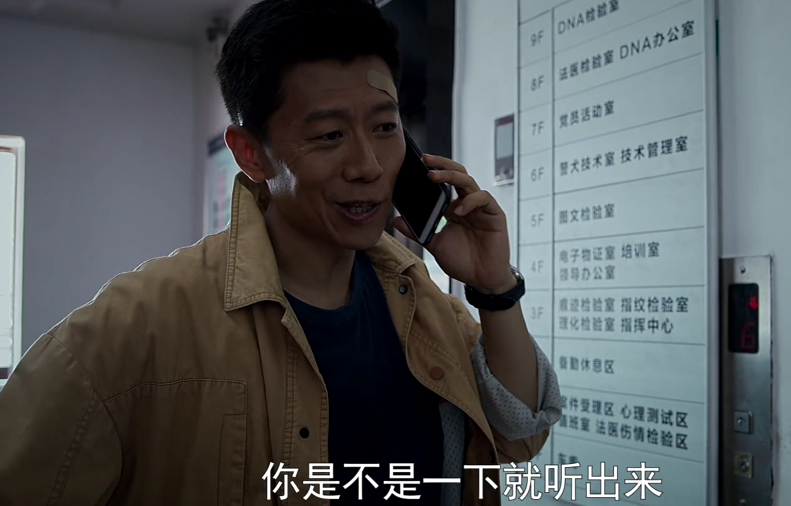 9F DNA检验室
8F 法医检验室 DNA办公室
7F 党员活动室
6F 警犬技术室 技术管理室
5F 图文检验室
4F 电子物证室 培训室
领导办公室
3F 痕迹检验室 指纹检验室
理化检验室 指挥中心
备勤休息区
案件受理区 心理测试区
值班室 法医伤情检验区
6
你是不是一下就听出来